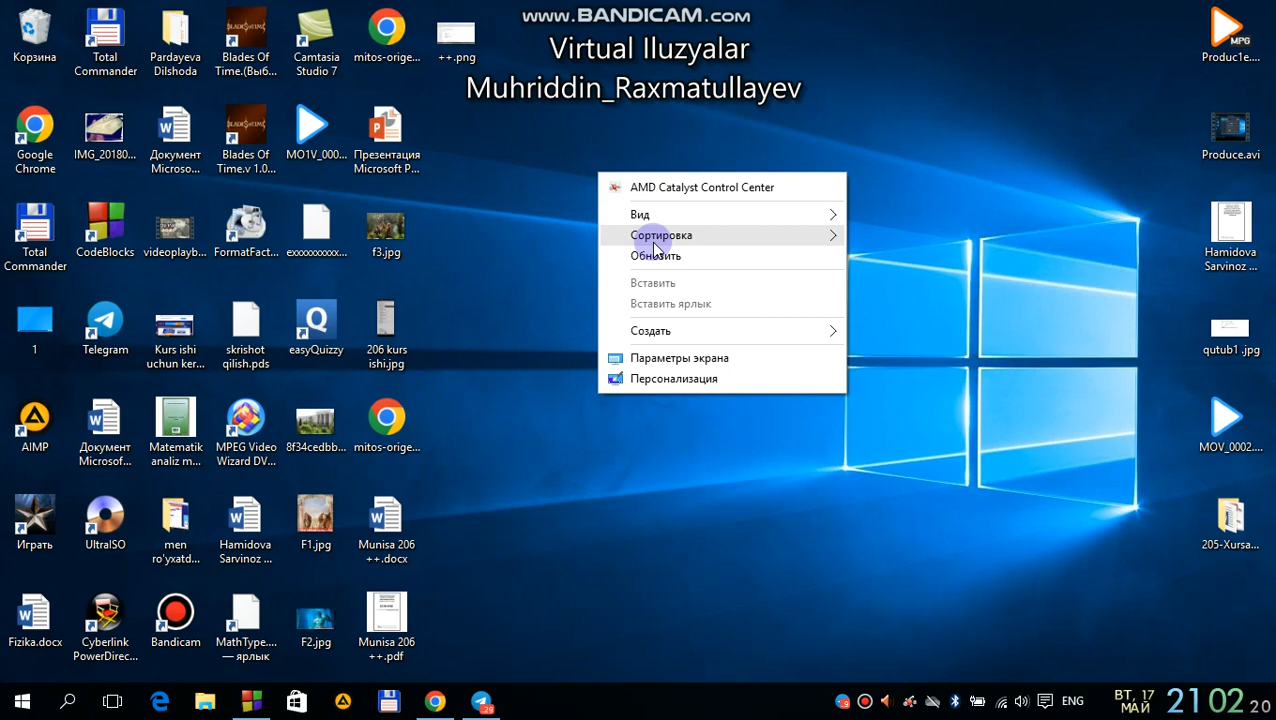 www.BANDICAM.com
Virtual Iluzyalar
Muhriddin_Raxmatullayev
Корзина
Total
Commander
Pardayeva
Dilshoda
Blades Of
Time.(Выб...
Camtasia
Studio 7
mitos-orige...
++.png
Produc1e....
MPG
Google
Chrome
IMG_20180...
Документ
Microso...
Blades Of
Time.v 1.0...
MO1V_000...
Презентация
Microsoft P...
Produce.avi
Total
Commander
CodeBlocks
videoplayb...
FormatFact...
exxxxxxxxx...
f3.jpg
Hamidova
Sarvinoz ...
1
Telegram
Kurs ishi
uchun ker...
skrishot
qilish.pds
easyQuizzy
206 kurs
ishi.jpg
qutub1 .jpg
AIMP
Документ
Microsof...
Matematik
analiz m...
MPEG Video
Wizard DV...
8f34cedbb...
mitos-orige...
MOV_0002....
Играть
UltraISO
men
ro'yxatd...
Hamidova
Sarvinoz ...
F1.jpg
Munisa 206
++.docx
205-Xursa...
Fizika.docx
Cyberlink
PowerDirec...
Bandicam
MathType....
— ярлык
F2.jpg
Munisa 206
++.pdf
AMD Catalyst Control Center
Вид
Сортировка
Обновить
Вставить
Вставить ярлык
Создать
Параметры экрана
Персонализация
29
ENG
ВТ, 17
МАЙ
21 02 20